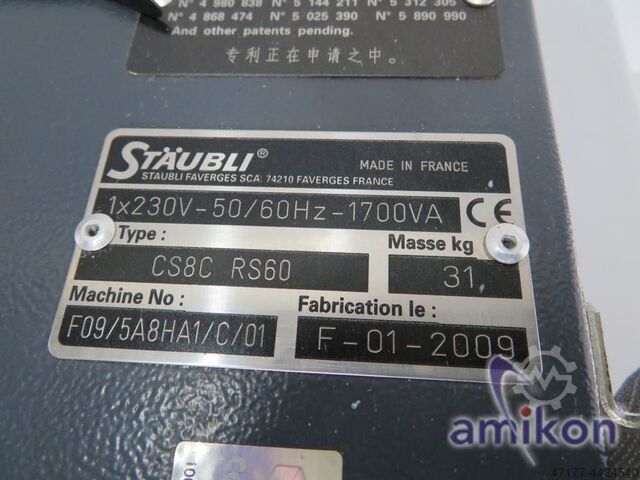 N° 4 980 838 N° 5 144 211 N° 5 312 305
N° 4 868 474 N° 5 025 390 N° 5 890 990
And other patents pending.
专利正在申请之中.
STÄUBLI® MADE IN FRANCE
STAUBLI FAVERGES SCA. 74210 FAVERGES FRANCE
1x230V-50/60Hz-1700VA CE
Type : Masse kg
CS8C RS60 31
Machine No : Fabrication le :
F09/5A8HA1/C/01 F-01-2009
amikon